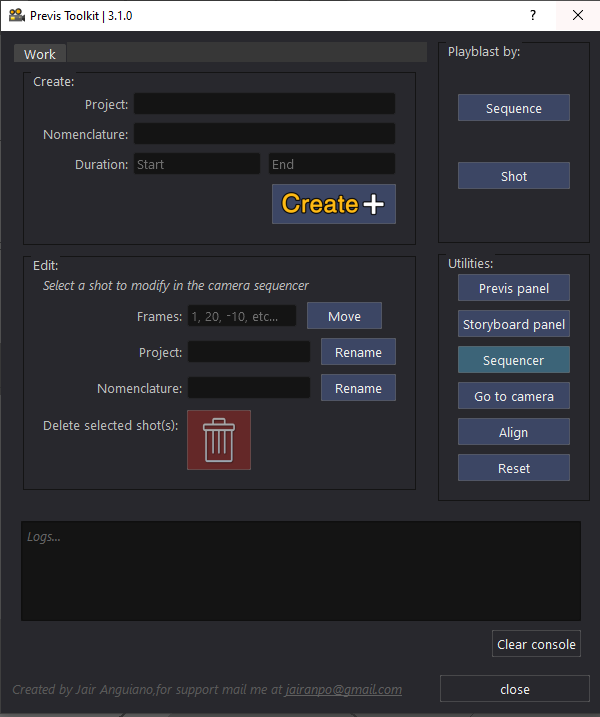 Previs Toolkit | 3.1.0
?
Work
Create:
Project:
Nomenclature:
Duration: Start End
Create+
Edit:
Select a shot to modify in the camera sequencer
Frames: 1, 20, -10, etc... Move
Project: Rename
Nomenclature: Rename
Delete selected shot(s):
Playblast by:
Sequence
Shot
Utilities:
Previs panel
Storyboard panel
Sequencer
Go to camera
Align
Reset
Logs...
Clear console
Created by Jair Anguiano,for support mail me at jairanpo@gmail.com
close